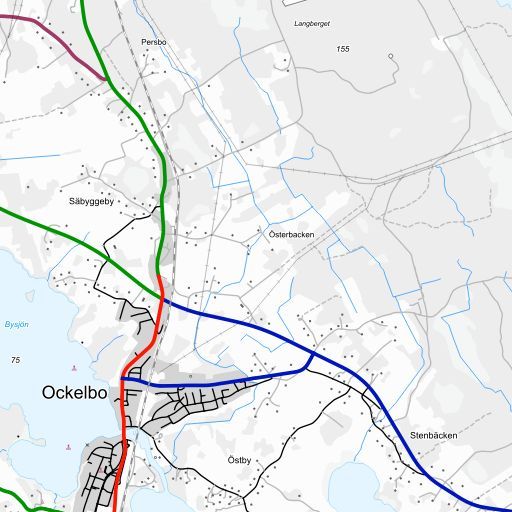 Langberget
Persbo
155
Säbyggeby
Österbacken
Bysjön
75
Ockelbo
Stenbäcken
Östby